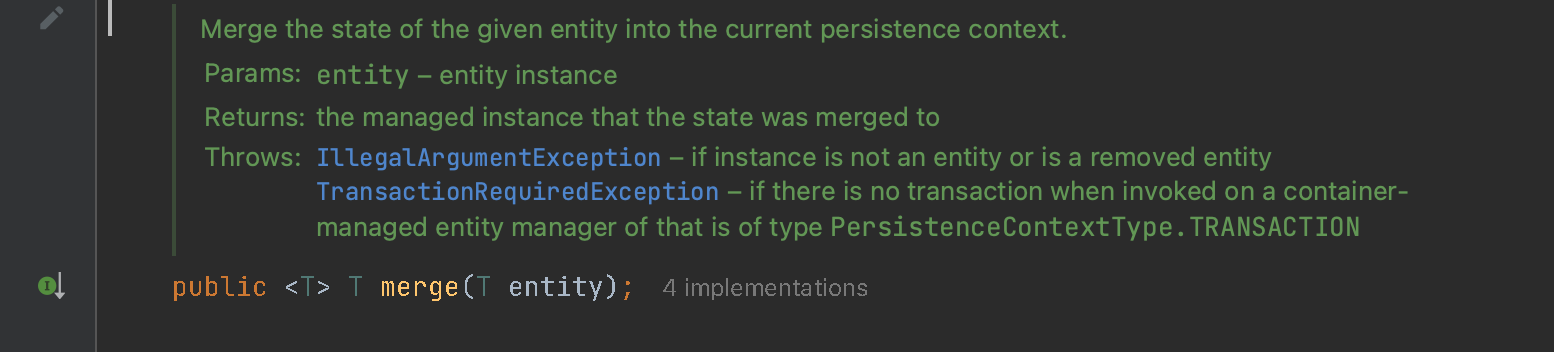 Merge the state of the given entity into the current persistence context.
Params: entity – entity instance
Returns: the managed instance that the state was merged to
Throws: IllegalArgumentException – if instance is not an entity or is a removed entity
TransactionRequiredException – if there is no transaction when invoked on a container-
managed entity manager of that is of type PersistenceContextType.TRANSACTION
public <T> T merge(T entity); 4 implementations